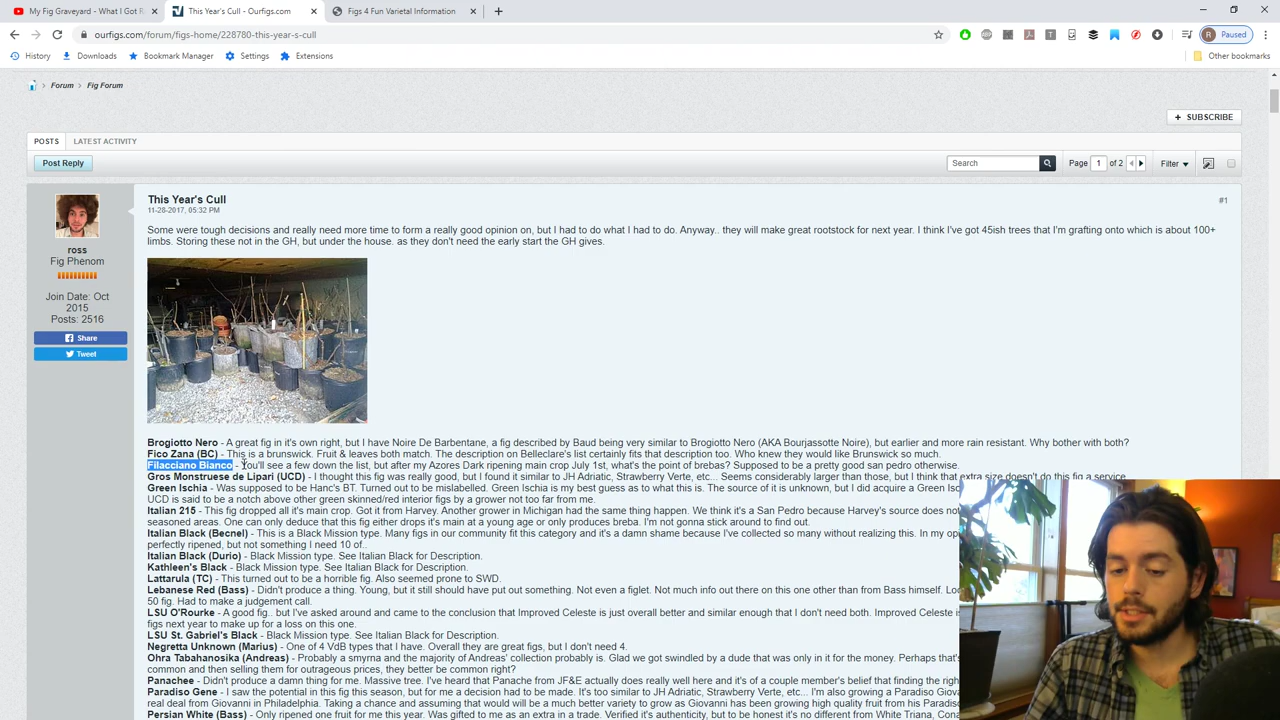 My Fig Graveyard - What I Got R
This Year's Cull - Ourfigs.com
Figs 4 Fun Varietal Information
ourfigs.com/forum/figs-home/228780-this-year-s-cull
R Paused
History Downloads Bookmark Manager Settings Extensions Other bookmarks
Forum > Fig Forum
+ SUBSCRIBE
POSTS LATEST ACTIVITY
Post Reply Search Page 1 of 2 Filter
This Year's Cull #1
11-28-2017, 05:32 PM
ross
Fig Phenom
Join Date: Oct
2015
Posts: 2516
Share
Tweet
Some were tough decisions and really need more time to form a really good opinion on, but I had to do what I had to do. Anyway.. they will make great rootstock for next year. I think I've got 45ish trees that I'm grafting onto which is about 100+
limbs. Storing these not in the GH, but under the house. as they don't need the early start the GH gives.
Brogiotto Nero - A great fig in it's own right, but I have Noire De Barbentane, a fig described by Baud being very similar to Brogiotto Nero (AKA Bourjassotte Noire), but earlier and more rain resistant. Why bother with both?
Fico Zana (BC) - This is a brunswick. Fruit & leaves both match. The description on Belleclare's list certainly fits that description too. Who knew they would like Brunswick so much.
Filacciano Bianco - You'll see a few down the list, but after my Azores Dark ripening main crop July 1st, what's the point of brebas? Supposed to be a pretty good san pedro otherwise.
Gros Monstruese de Lipari (UCD) - I thought this fig was really good, but I found it similar to JH Adriatic, Strawberry Verte, etc... Seems considerably larger than those, but I think that extra size doesn't do this fig a service.
Green Ischia - Was supposed to be Hanc's BT. Turned out to be mislabelled. Green Ischia is my best guess as to what this is. The source of it is unknown, but I did acquire a Green Isc
UCD is said to be a notch above other green skinned/red interior figs by a grower not too far from me.
Italian 215 - This fig dropped all it's main crop. Got it from Harvey. Another grower in Michigan had the same thing happen. We think it's a San Pedro because Harvey's source does not
seasoned areas. One can only deduce that this fig either drops it's main at a young age or only produces breba. I'm not gonna stick around to find out.
Italian Black (Becnel) - This is a Black Mission type. Many figs in our community fit this category and it's a damn shame because I've collected so many without realizing this. In my op
perfectly ripened, but not something I need 10 of..
Italian Black (Durio) - Black Mission type. See Italian Black for Description.
Kathleen's Black - Black Mission type. See Italian Black for Description.
Lattarula (TC) - This turned out to be a horrible fig. Also seemed prone to SWD.
Lebanese Red (Bass) - Didn't produce a thing. Young, but it still should have put out something. Not even a figlet. Not much info out there on this one other than from Bass himself. Loc
50 fig. Had to make a judgement call.
LSU O'Rourke - A good fig.. but I've asked around and came to the conclusion that Improved Celeste is just overall better and similar enough that I don't need both. Improved Celeste is
figs next year to make up for a loss on this one.
LSU St. Gabriel's Black - Black Mission type. See Italian Black for Description.
Negretta Unknown (Marius) - One of 4 VdB types that I have. Overall they are great figs, but I don't need 4.
Ohra Tabahanosika (Andreas) - Probably a smyrna and the majority of Andreas' collection probably is. Glad we got swindled by a dude that was only in it for the money. Perhaps that's
common and then selling them for outrageous prices, they better be common right?
Panachee - Didn't produce a damn thing for me. Massive tree. I've heard that Panache from JF&E actually does really well here and it's of a couple member's belief that finding the right
Paradiso Gene - I saw the potential in this fig this season, but for me a decision had to be made. It's too similar to JH Adriatic, Strawberry Verte, etc... I'm also growing a Paradiso Giova
real deal from Giovanni in Philadelphia. Taking a chance and assuming that would be a much better variety to grow as Giovanni has been growing high quality fruit from his Paradiso
Persian White (Bass) - Only ripened one fruit for me this year. Was gifted to me as an extra in a trade. Verified it's authenticity, but to be honest it's no different from White Triana, Cona